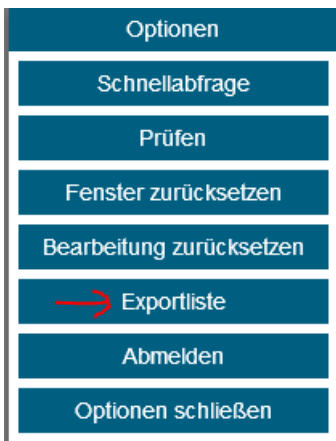 Optionen
Schnellabfrage
Prüfen
Fenster zurücksetzen
Bearbeitung zurücksetzen
Exportliste
Abmelden
Optionen schließen